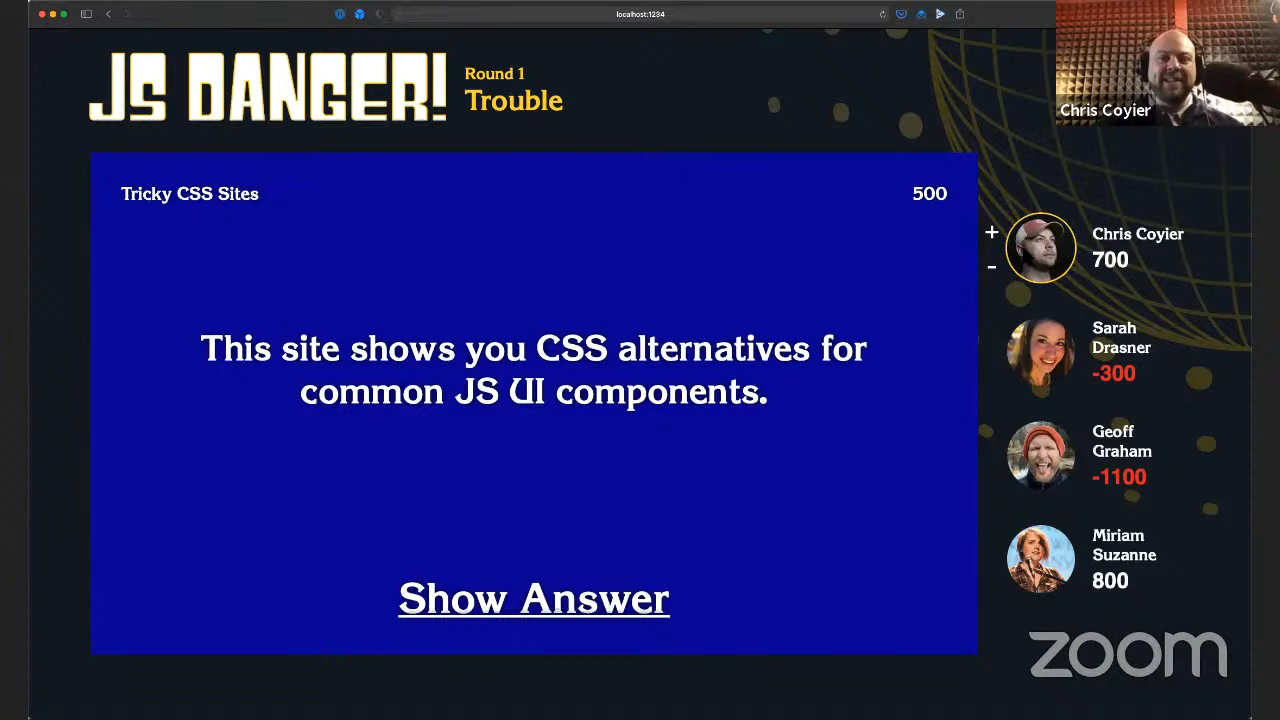 localhost:1234
JS DANGER!
Round 1
Trouble
Chris Coyier
Tricky CSS Sites
500
This site shows you CSS alternatives for
common JS UI components.
Show Answer
+
-
Chris Coyier
700
Sarah
Drasner
-300
Geoff
Graham
-1100
Miriam
Suzanne
800
zoom